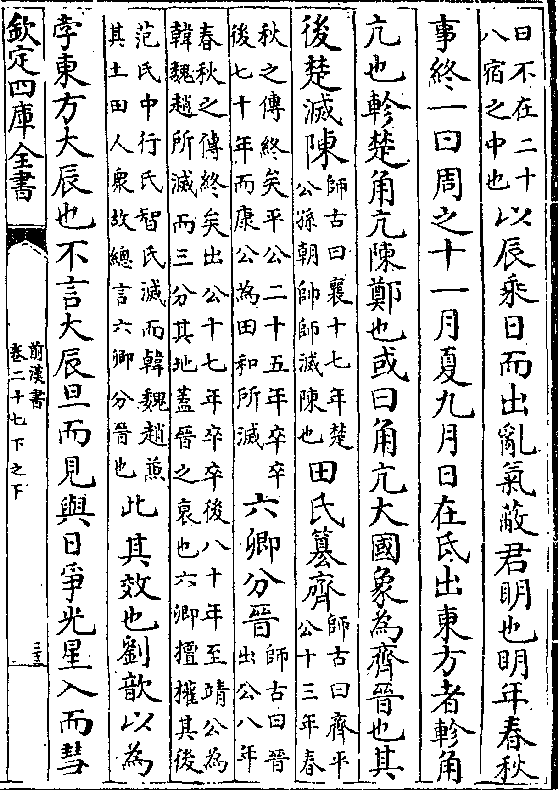 日不在二十
八宿之中也
以辰乘日而出亂氣蔽君明也明年春秋
事終一曰周之十一月夏九月日在氐出東方者軫角
亢也軫楚角亢陳鄭也或曰角亢大國象為齊晉也其
後楚滅陳
師古曰襄十七年楚
公孫朝帥師滅陳也
田氏簒齊
師古曰齊平
公十三年春
秋之傳終矣平公二十五年卒卒
後七十年而康公為田和所滅
六卿分晉
師古曰晉
出公八年
春秋之傳終矣出公十七年卒卒後八十年至靖公為
韓魏趙所滅而三分其地蓋晉之衰也六卿擅權其後
范氏中行氏智氏滅而韓魏趙兼
其土田人衆故總言六卿分晉也
此其效也劉歆以為
孛東方大辰也不言大辰旦而見與日爭光星入而彗
欽定四庫全書
前漢書
卷二十七下之下